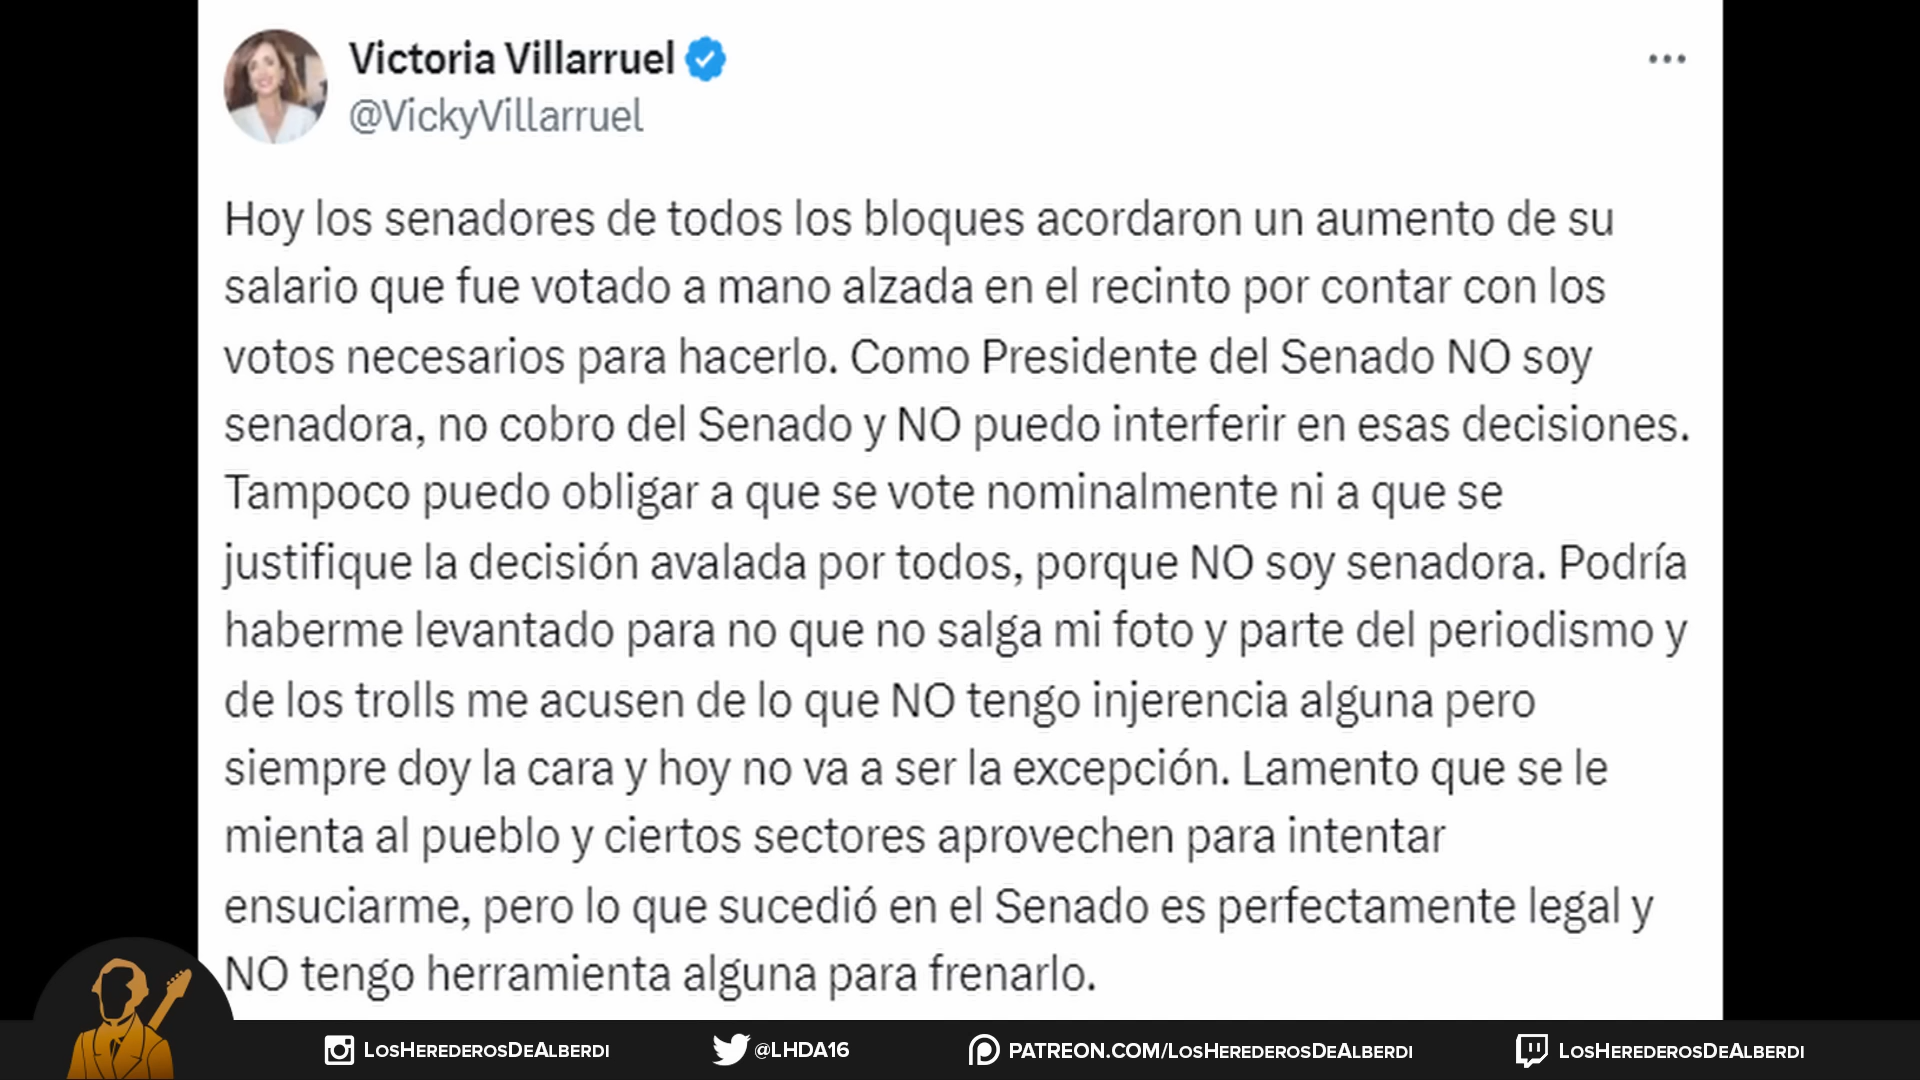 Victoria Villarruel
@VickyVillarruel
Hoy los senadores de todos los bloques acordaron un aumento de su
salario que fue votado a mano alzada en el recinto por contar con los
votos necesarios para hacerlo. Como Presidente del Senado NO soy
senadora, no cobro del Senado y NO puedo interferir en esas decisiones.
Tampoco puedo obligar a que se vote nominalmente ni a que se
justifique la decisión avalada por todos, porque NO soy senadora. Podría
haberme levantado para no que no salga mi foto y parte del periodismo y
de los trolls me acusen de lo que NO tengo injerencia alguna pero
siempre doy la cara y hoy no va a ser la excepción. Lamento que se le
mienta al pueblo y ciertos sectores aprovechen para intentar
ensuciarme, pero lo que sucedió en el Senado es perfectamente legal y
NO tengo herramienta alguna para frenarlo.
LosHerederosDeAlberdi @LHDA16 PATREON.COM/LosHerederosDeAlberdi LosHerederosDeAlberdi